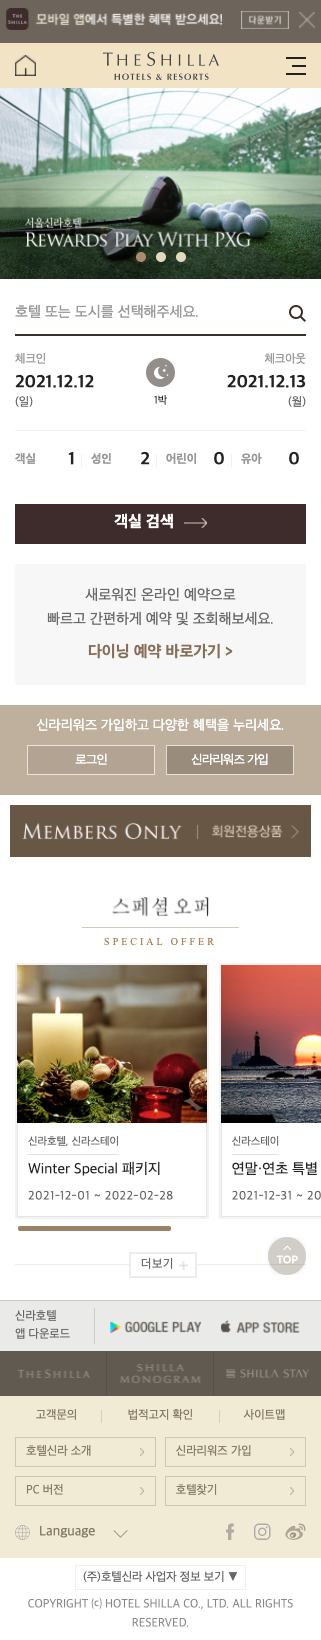 THE SHILLA 모바일 앱에서 특별한 혜택 받으세요! 다운받기
THE SHILLA
HOTELS & RESORTS
서울신라호텔
REWARDS PLAY WITH PXG
호텔 또는 도시를 선택해주세요.
체크인 체크아웃
2021.12.12 2021.12.13
(일) 1박 (월)
객실 1 성인 2 어린이 0 유아 0
객실 검색
새로워진 온라인 예약으로
빠르고 간편하게 예약 및 조회해보세요.
다이닝 예약 바로가기 >
신라리워즈 가입하고 다양한 혜택을 누리세요.
로그인 신라리워즈 가입
MEMBERS ONLY 회원전용상품
스페셜 오퍼
SPECIAL OFFER
신라호텔, 신라스테이 신라스테이
Winter Special 패키지 연말·연초 특별
2021-12-01 ~ 2022-02-28 2021-12-31 ~ 20
더보기 +
TOP
신라호텔
앱 다운로드
GOOGLE PLAY APP STORE
THE SHILLA SHILLA MONOGRAM SHILLA STAY
고객문의 법적고지 확인 사이트맵
호텔신라 소개 신라리워즈 가입
PC 버전 호텔찾기
Language
(주)호텔신라 사업자 정보 보기 ▼
COPYRIGHT (c) HOTEL SHILLA CO., LTD. ALL RIGHTS
RESERVED.